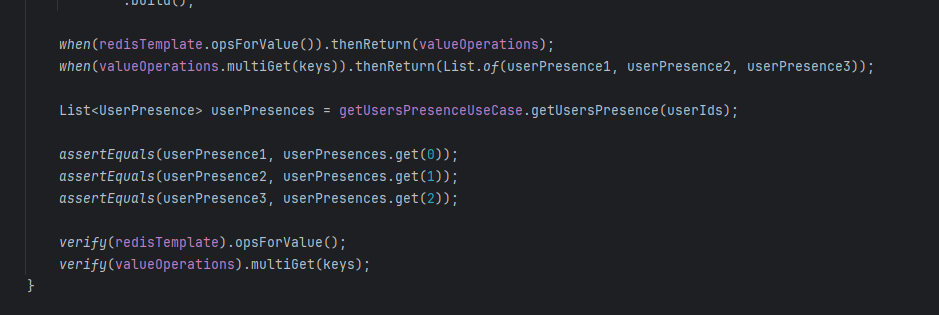 .build();
when(redisTemplate.opsForValue()).thenReturn(valueOperations);
when(valueOperations.multiGet(keys)).thenReturn(List.of(userPresence1, userPresence2, userPresence3));
List<UserPresence> userPresences = getUsersPresenceUseCase.getUsersPresence(userIds);
assertEquals(userPresence1, userPresences.get(0));
assertEquals(userPresence2, userPresences.get(1));
assertEquals(userPresence3, userPresences.get(2));
verify(redisTemplate).opsForValue();
verify(valueOperations).multiGet(keys);
}